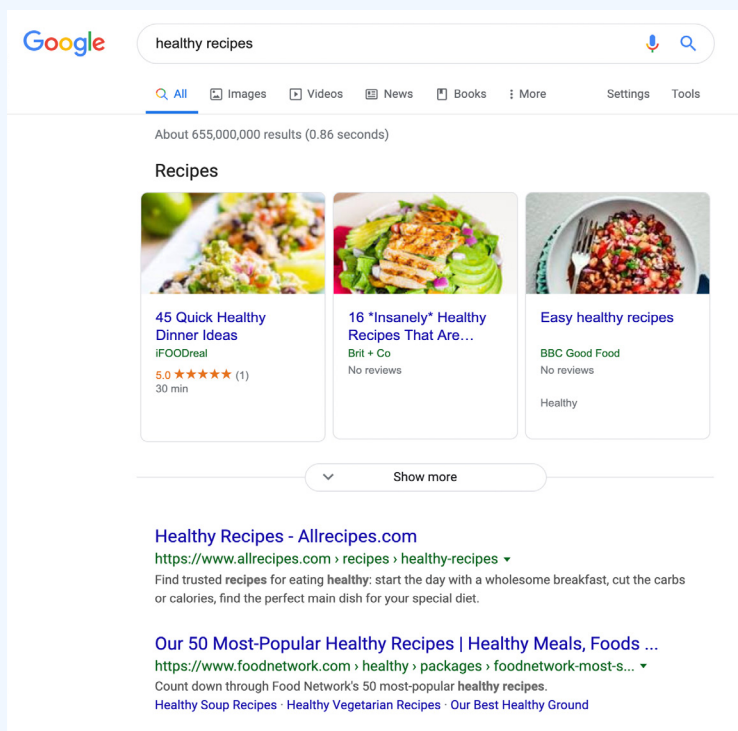 Google
healthy recipes
All Images Videos News Books More Settings Tools
About 655,000,000 results (0.86 seconds)
Recipes
45 Quick Healthy
Dinner Ideas
iFOODreal
5.0 ★★★★★ (1)
30 min
16 *Insanely* Healthy
Recipes That Are...
Brit + Co
No reviews
Easy healthy recipes
BBC Good Food
No reviews
Healthy
Show more
Healthy Recipes - Allrecipes.com
https://www.allrecipes.com › recipes › healthy-recipes
Find trusted recipes for eating healthy: start the day with a wholesome breakfast, cut the carbs
or calories, find the perfect main dish for your special diet.
Our 50 Most-Popular Healthy Recipes | Healthy Meals, Foods ...
https://www.foodnetwork.com › healthy › packages › foodnetwork-most-s...
Count down through Food Network's 50 most-popular healthy recipes.
Healthy Soup Recipes · Healthy Vegetarian Recipes · Our Best Healthy Ground